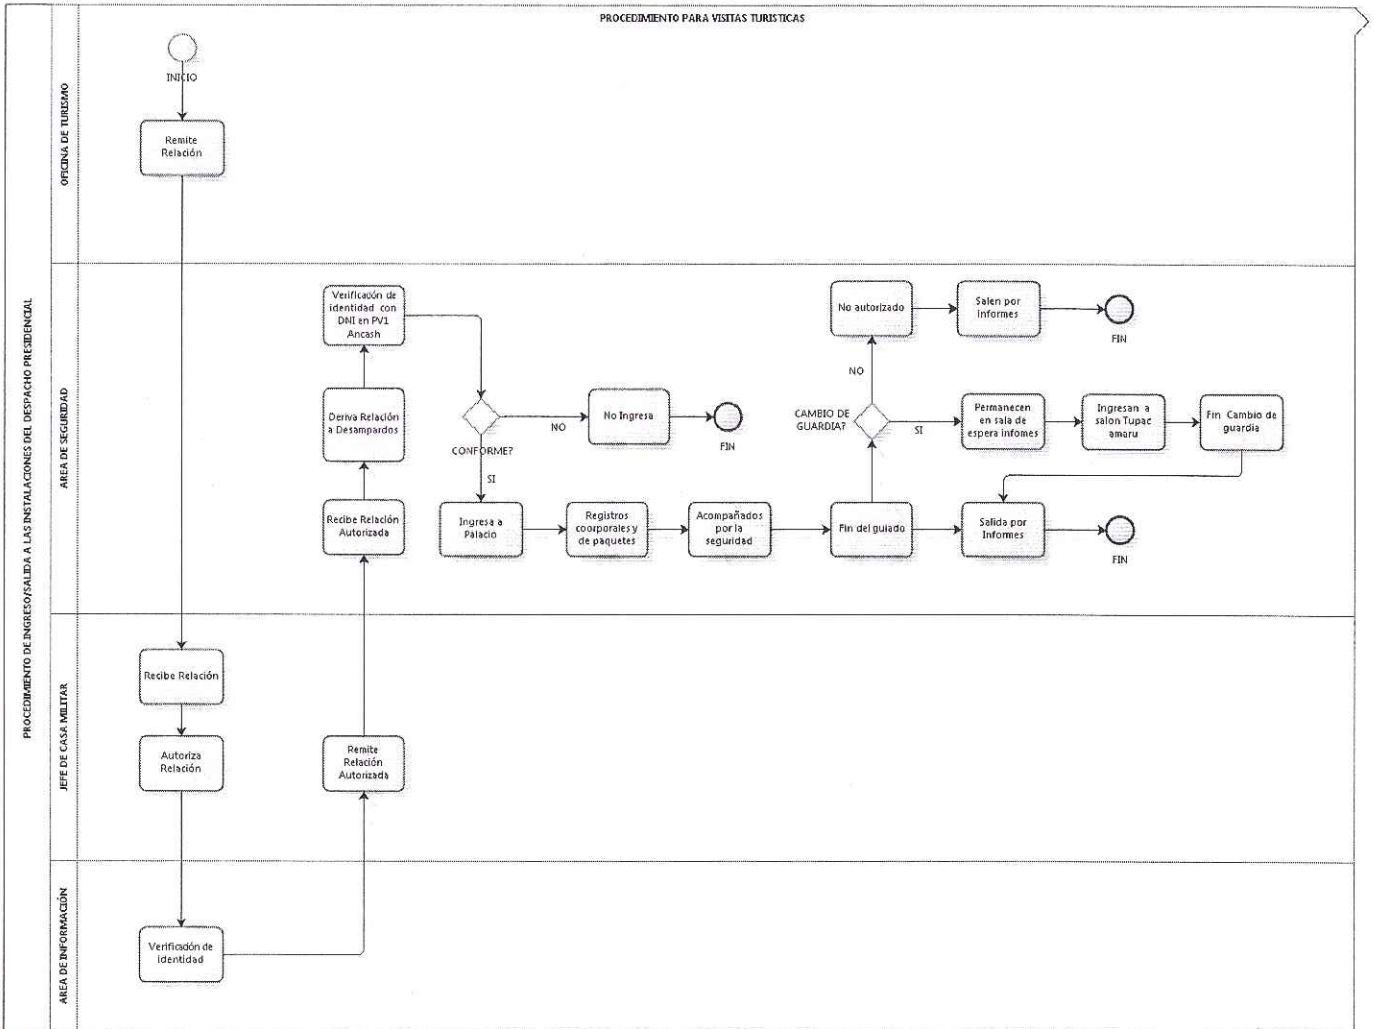 PROCEDIMIENTO PARA VISITAS TURISTICAS
PROCEDIMIENTO DE INGRESO/SALIDA A LAS INSTALACIONES DEL DESPACHO PRESIDENCIAL
OFICINA DE TURISMO
INICIO
Remite
Relación
AREA DE SEGURIDAD
Verificación de
identidad con
DNI en PV1
Ancash
Deriva Relación
a Desampardos
Recibe Relación
Autorizada
CONFORME?
NO
No Ingresa
FIN
SI
Ingresa a
Palacio
Registros
coorporales y
de paquetes
Acompañados
por la
seguridad
Fin del guiado
CAMBIO DE
GUARDIA?
NO
No autorizado
Salen por
informes
FIN
SI
Permanecen
en sala de
espera infomes
Ingresan a
salon Tupac
amaru
Fin Cambio de
guardia
Salida por
Informes
FIN
JEFE DE CASA MILITAR
Recibe Relación
Autoriza
Relación
Remite
Relación
Autorizada
AREA DE INFORMACIÓN
Verificación de
identidad